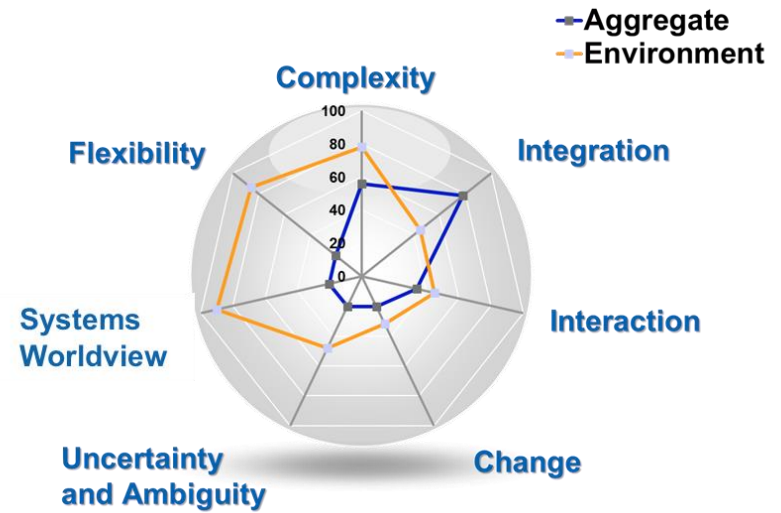 Aggregate
Environment
Complexity
100
80
60
40
20
0
Flexibility
Integration
Systems
Worldview
Interaction
Uncertainty
and Ambiguity
Change